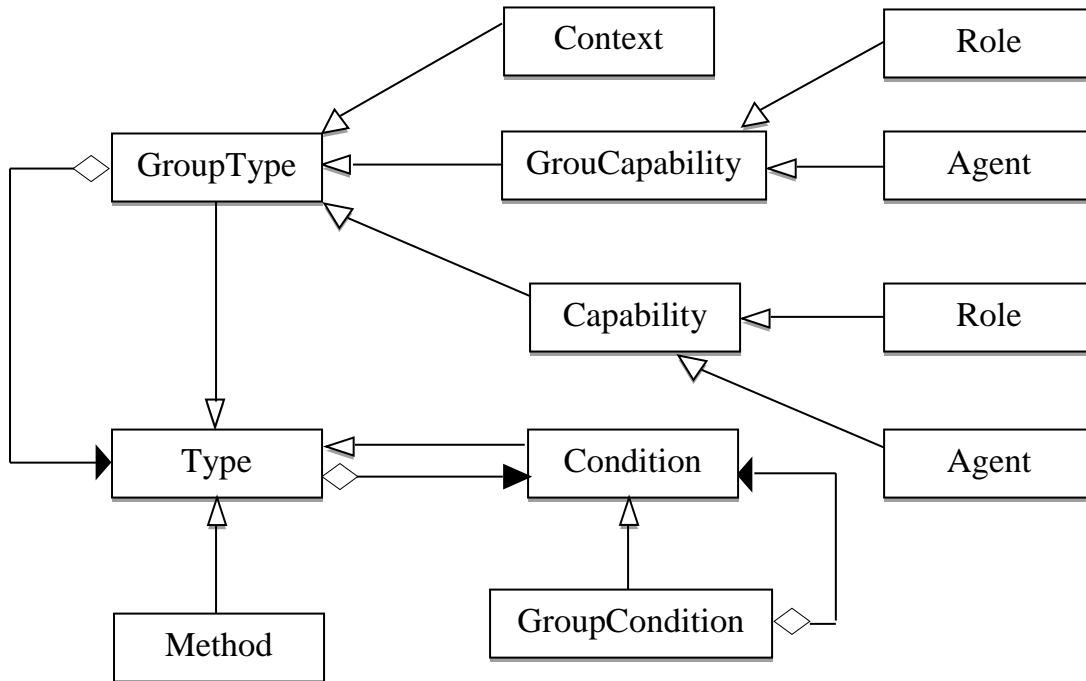 Context
Role
GroupType
GrouCapability
Agent
Capability
Role
Type
Condition
Agent
Method
GroupCondition